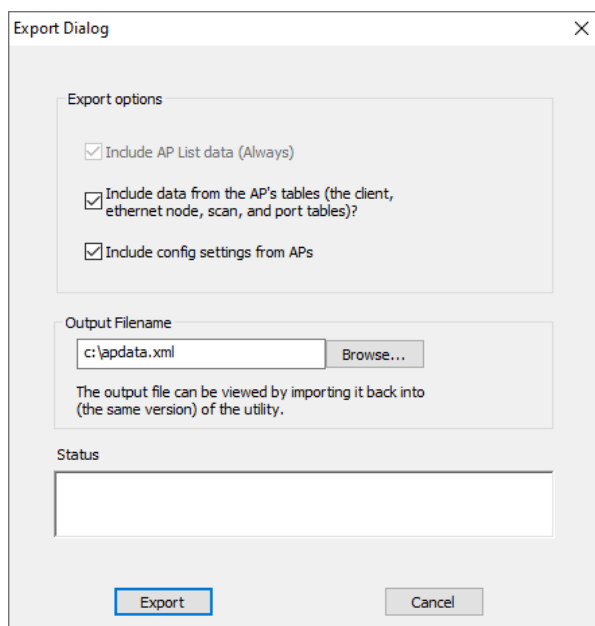 Export Dialog
Export options
Include AP List data (Always)
Include data from the AP's tables (the client,
ethernet node, scan, and port tables)?
Include config settings from APs
Output Filename
c:\apdata.xml
Browse...
The output file can be viewed by importing it back into
(the same version) of the utility.
Status
Export
Cancel